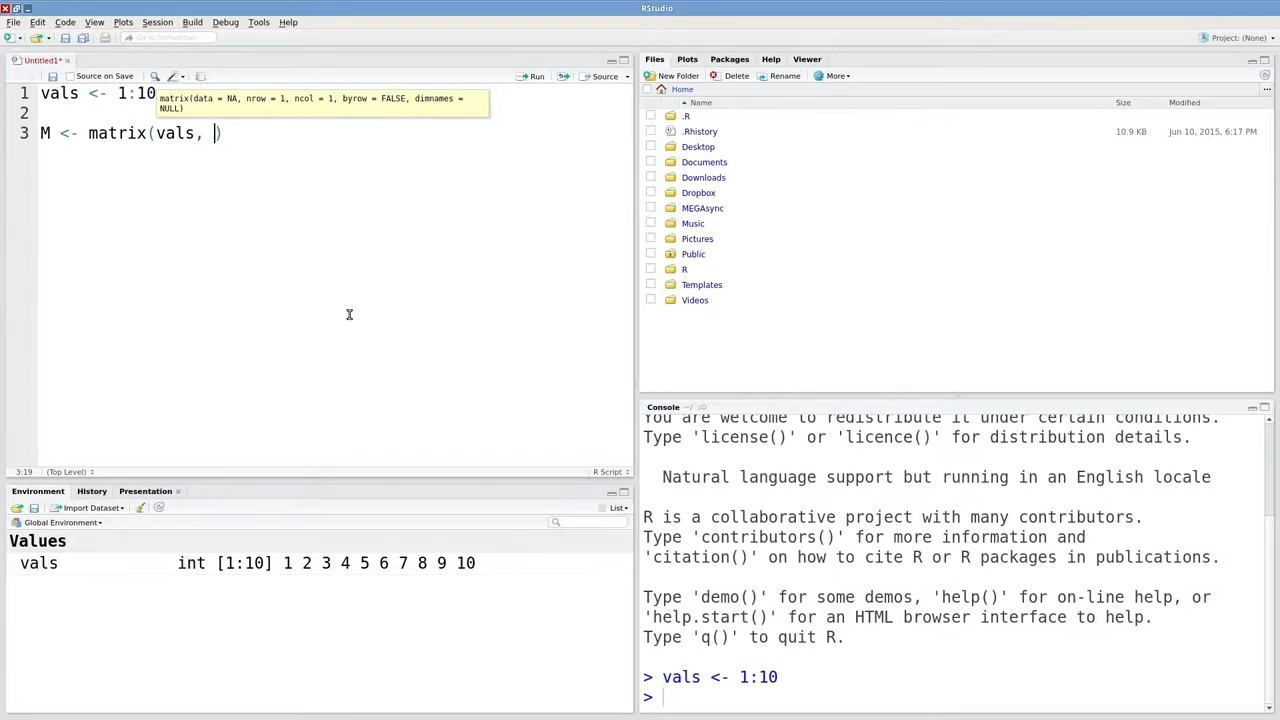 RStudio
File Edit Code View Plots Session Build Debug Tools Help
Go to file/function
Project: (None)
Untitled1*
Source on Save
Run
Source
1 vals <- 1:10
matrix(data = NA, nrow = 1, ncol = 1, byrow = FALSE, dimnames =
NULL)
2
3 M <- matrix(vals, )
3:19 (Top Level)
R Script
Environment History Presentation
Import Dataset
List
Global Environment
Values
vals int [1:10] 1 2 3 4 5 6 7 8 9 10
Files Plots Packages Help Viewer
New Folder Delete Rename More
Home
...
Name Size Modified
.R
.Rhistory 10.9 KB Jun 10, 2015, 6:17 PM
Desktop
Documents
Downloads
Dropbox
MEGAsync
Music
Pictures
Public
R
Templates
Videos
Console ~/
You are welcome to redistribute it under certain conditions.
Type 'license()' or 'licence()' for distribution details.
Natural language support but running in an English locale
R is a collaborative project with many contributors.
Type 'contributors()' for more information and
'citation()' on how to cite R or R packages in publications.
Type 'demo()' for some demos, 'help()' for on-line help, or
'help.start()' for an HTML browser interface to help.
Type 'q()' to quit R.
> vals <- 1:10
>